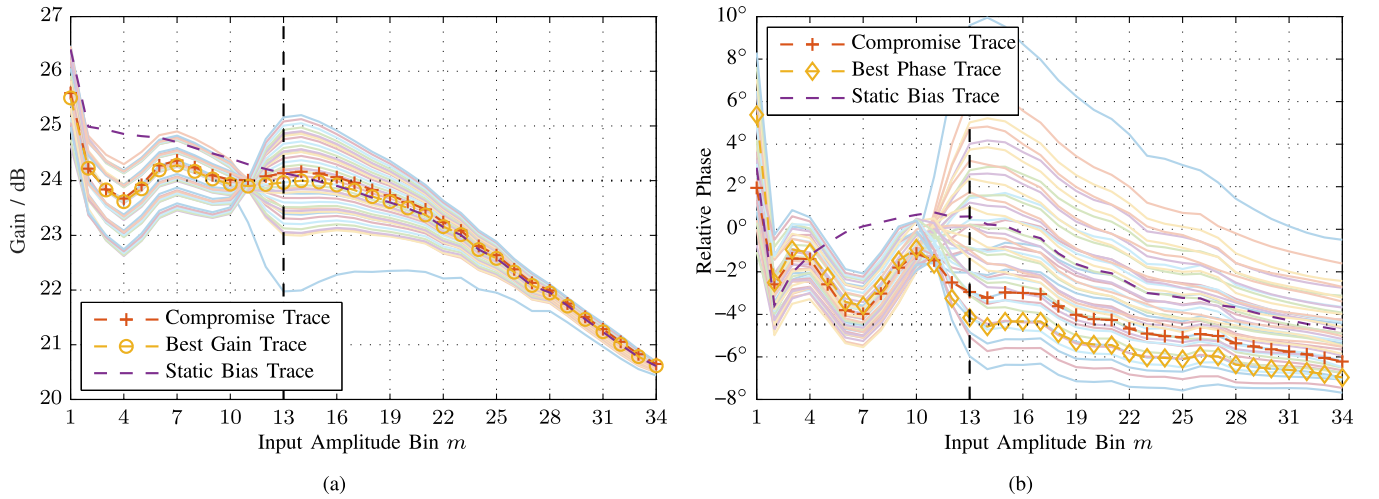 27
26
25
24
23
22
21
20
Gain / dB
1 4 7 10 13 16 19 22 25 28 31 34
Input Amplitude Bin m
Compromise Trace
Best Gain Trace
Static Bias Trace
(a)
10°
8°
6°
4°
2°
0°
−2°
−4°
−6°
−8°
Relative Phase
1 4 7 10 13 16 19 22 25 28 31 34
Input Amplitude Bin m
Compromise Trace
Best Phase Trace
Static Bias Trace
(b)